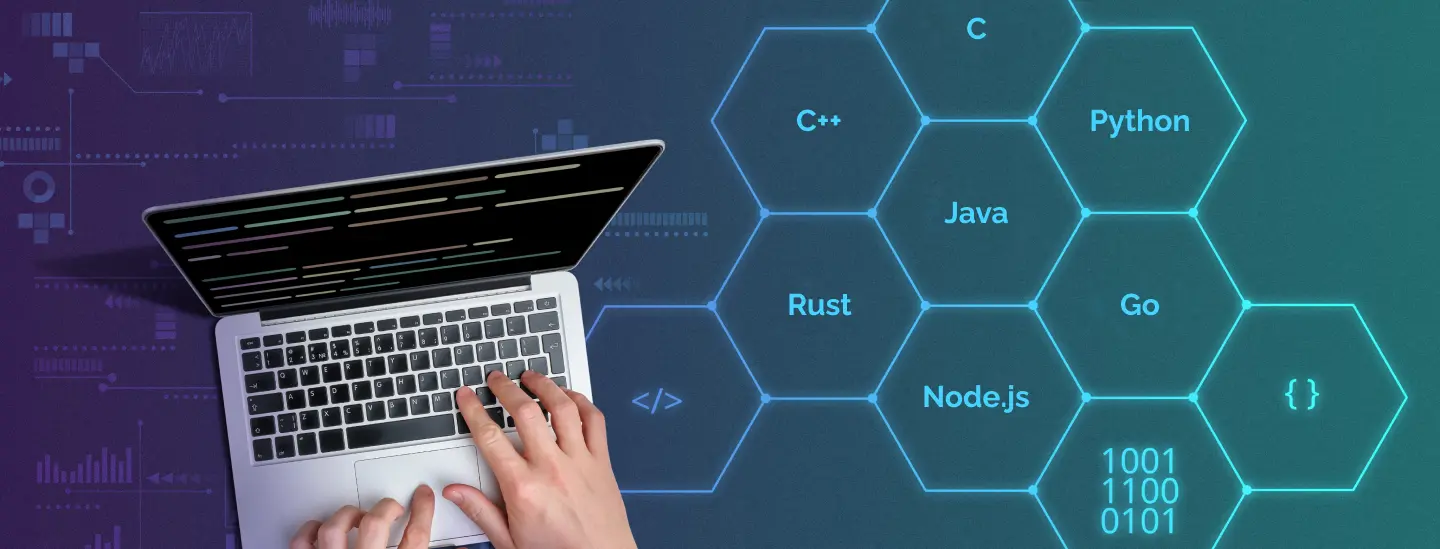 C
C++
Python
Java
Rust
Go
</>
Node.js
{ }
1001
1100
0101